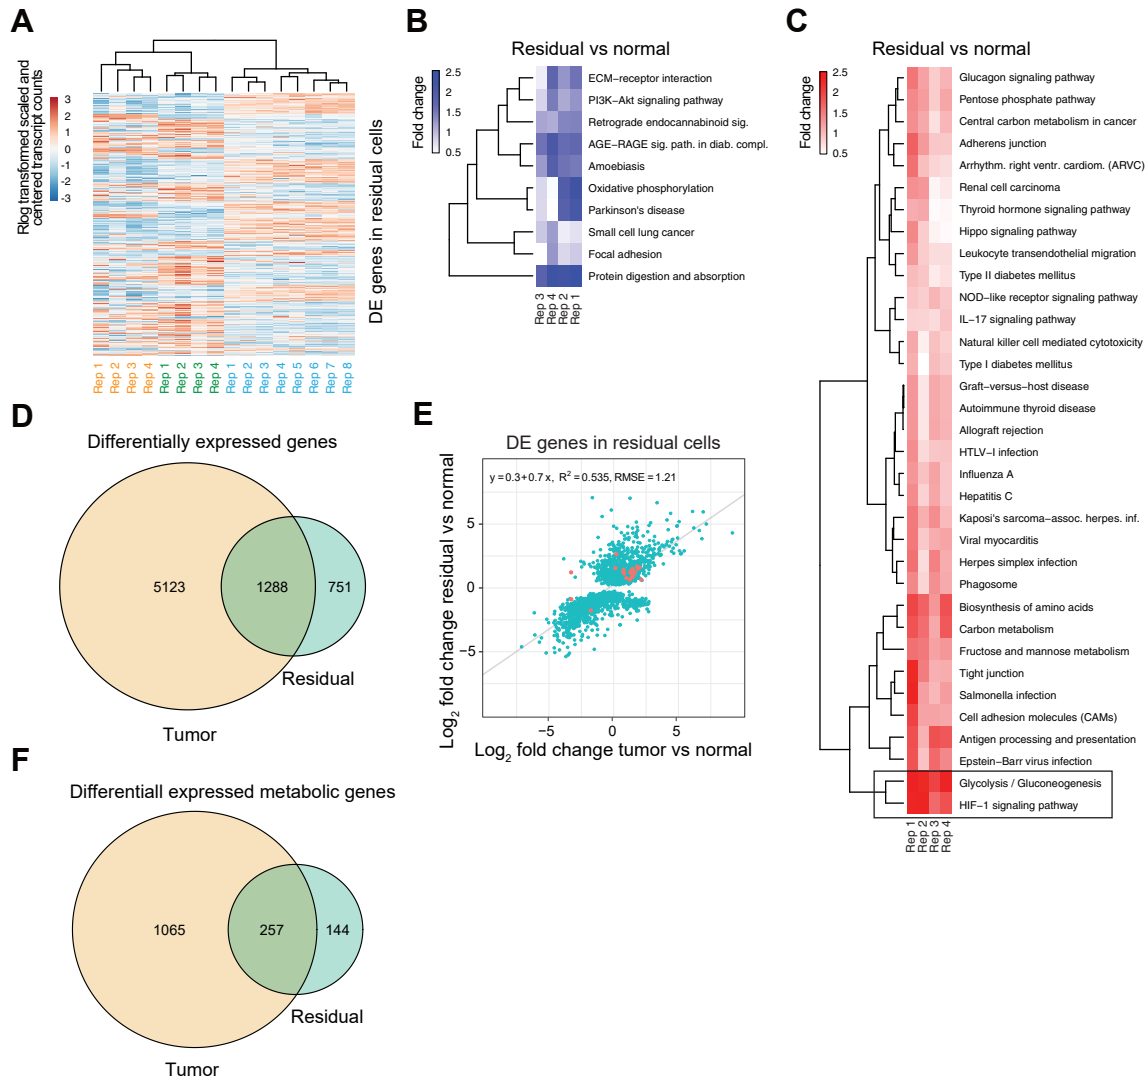 A
Rlog transformed scaled and
centered transcript counts
3
2
1
0
-1
-2
-3
DE genes in residual cells
Rep 1
Rep 2
Rep 3
Rep 4
Rep 1
Rep 2
Rep 3
Rep 4
Rep 1
Rep 2
Rep 3
Rep 4
Rep 5
Rep 6
Rep 7
Rep 8
B
Residual vs normal
Fold change
2.5
2
1.5
1
0.5
ECM−receptor interaction
PI3K−Akt signaling pathway
Retrograde endocannabinoid sig.
AGE−RAGE sig. path. in diab. compl.
Amoebiasis
Oxidative phosphorylation
Parkinson's disease
Small cell lung cancer
Focal adhesion
Protein digestion and absorption
Rep 3
Rep 4
Rep 2
Rep 1
C
Residual vs normal
Fold change
2.5
2
1.5
1
0.5
Glucagon signaling pathway
Pentose phosphate pathway
Central carbon metabolism in cancer
Adherens junction
Arrhythm. right ventr. cardiom. (ARVC)
Renal cell carcinoma
Thyroid hormone signaling pathway
Hippo signaling pathway
Leukocyte transendothelial migration
Type II diabetes mellitus
NOD−like receptor signaling pathway
IL−17 signaling pathway
Natural killer cell mediated cytotoxicity
Type I diabetes mellitus
Graft−versus−host disease
Autoimmune thyroid disease
Allograft rejection
HTLV−I infection
Influenza A
Hepatitis C
Kaposi's sarcoma−assoc. herpes. inf.
Viral myocarditis
Herpes simplex infection
Phagosome
Biosynthesis of amino acids
Carbon metabolism
Fructose and mannose metabolism
Tight junction
Salmonella infection
Cell adhesion molecules (CAMs)
Antigen processing and presentation
Epstein−Barr virus infection
Glycolysis / Gluconeogenesis
HIF−1 signaling pathway
Rep 1
Rep 2
Rep 3
Rep 4
D
Differentially expressed genes
5123
1288
751
Residual
Tumor
E
DE genes in residual cells
y = 0.3+0.7 x, R² = 0.535, RMSE = 1.21
Log₂ fold change residual vs normal
5
0
−5
−5
0
5
Log₂ fold change tumor vs normal
F
Differentiall expressed metabolic genes
1065
257
144
Residual
Tumor